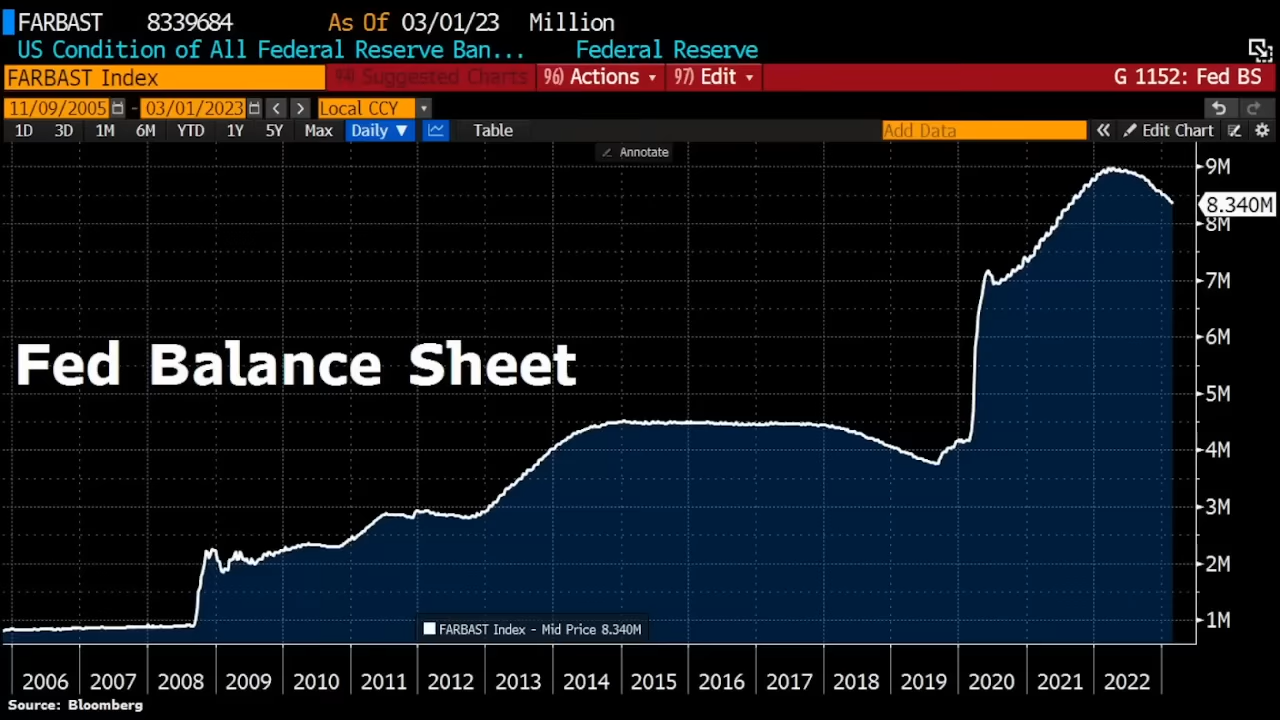 FARBAST 8339684 As Of 03/01/23 Million
US Condition of All Federal Reserve Ban... Federal Reserve
FARBAST Index 94) Suggested Charts 96) Actions 97) Edit G 1152: Fed BS
11/09/2005 - 03/01/2023 Local CCY
1D 3D 1M 6M YTD 1Y 5Y Max Daily ▼ Table Add Data « Edit Chart
Annotate
9M
8.340M
8M
7M
6M
Fed Balance Sheet
5M
4M
3M
2M
1M
FARBAST Index - Mid Price 8.340M
2006 2007 2008 2009 2010 2011 2012 2013 2014 2015 2016 2017 2018 2019 2020 2021 2022
Source: Bloomberg